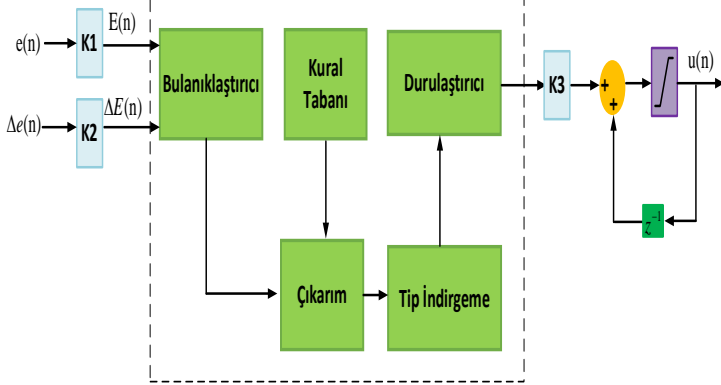 e(n)
K1
E(n)
Δe(n)
K2
ΔE(n)
Bulanıklaştırıcı
Kural
Tabanı
Durulaştırıcı
K3
+
+
u(n)
z⁻¹
Çıkarım
Tip İndirgeme